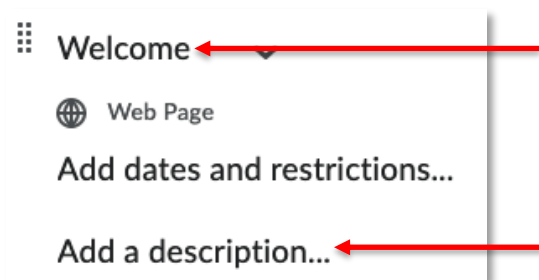 Welcome
Web Page
Add dates and restrictions...
Add a description...